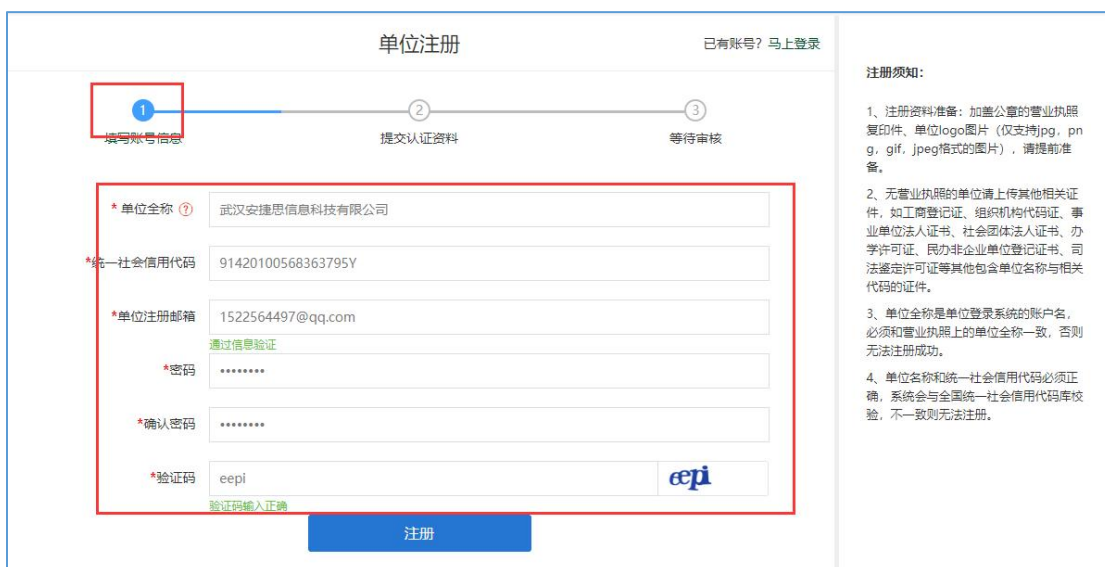 单位注册
已有账号？马上登录
1
2
3
填写账号信息
提交认证资料
等待审核
* 单位全称 ?
武汉安捷思信息科技有限公司
*统一社会信用代码
91420100568363795Y
*单位注册邮箱
1522564497@qq.com
通过信息验证
*密码
••••••••
*确认密码
••••••••
*验证码
eepi
eepi
验证码输入正确
注册
注册须知：
1、注册资料准备：加盖公章的营业执照
复印件、单位logo图片（仅支持jpg，pn
g，gif，jpeg格式的图片），请提前准
备。
2、无营业执照的单位请上传其他相关证
件，如工商登记证、组织机构代码证、事
业单位法人证书、社会团体法人证书、办
学许可证、民办非企业单位登记证书、司
法鉴定许可证等其他包含单位名称与相关
代码的证件。
3、单位全称是单位登录系统的账户名，
必须和营业执照上的单位全称一致，否则
无法注册成功。
4、单位名称和统一社会信用代码必须正
确，系统会与全国统一社会信用代码库校
验，不一致则无法注册。